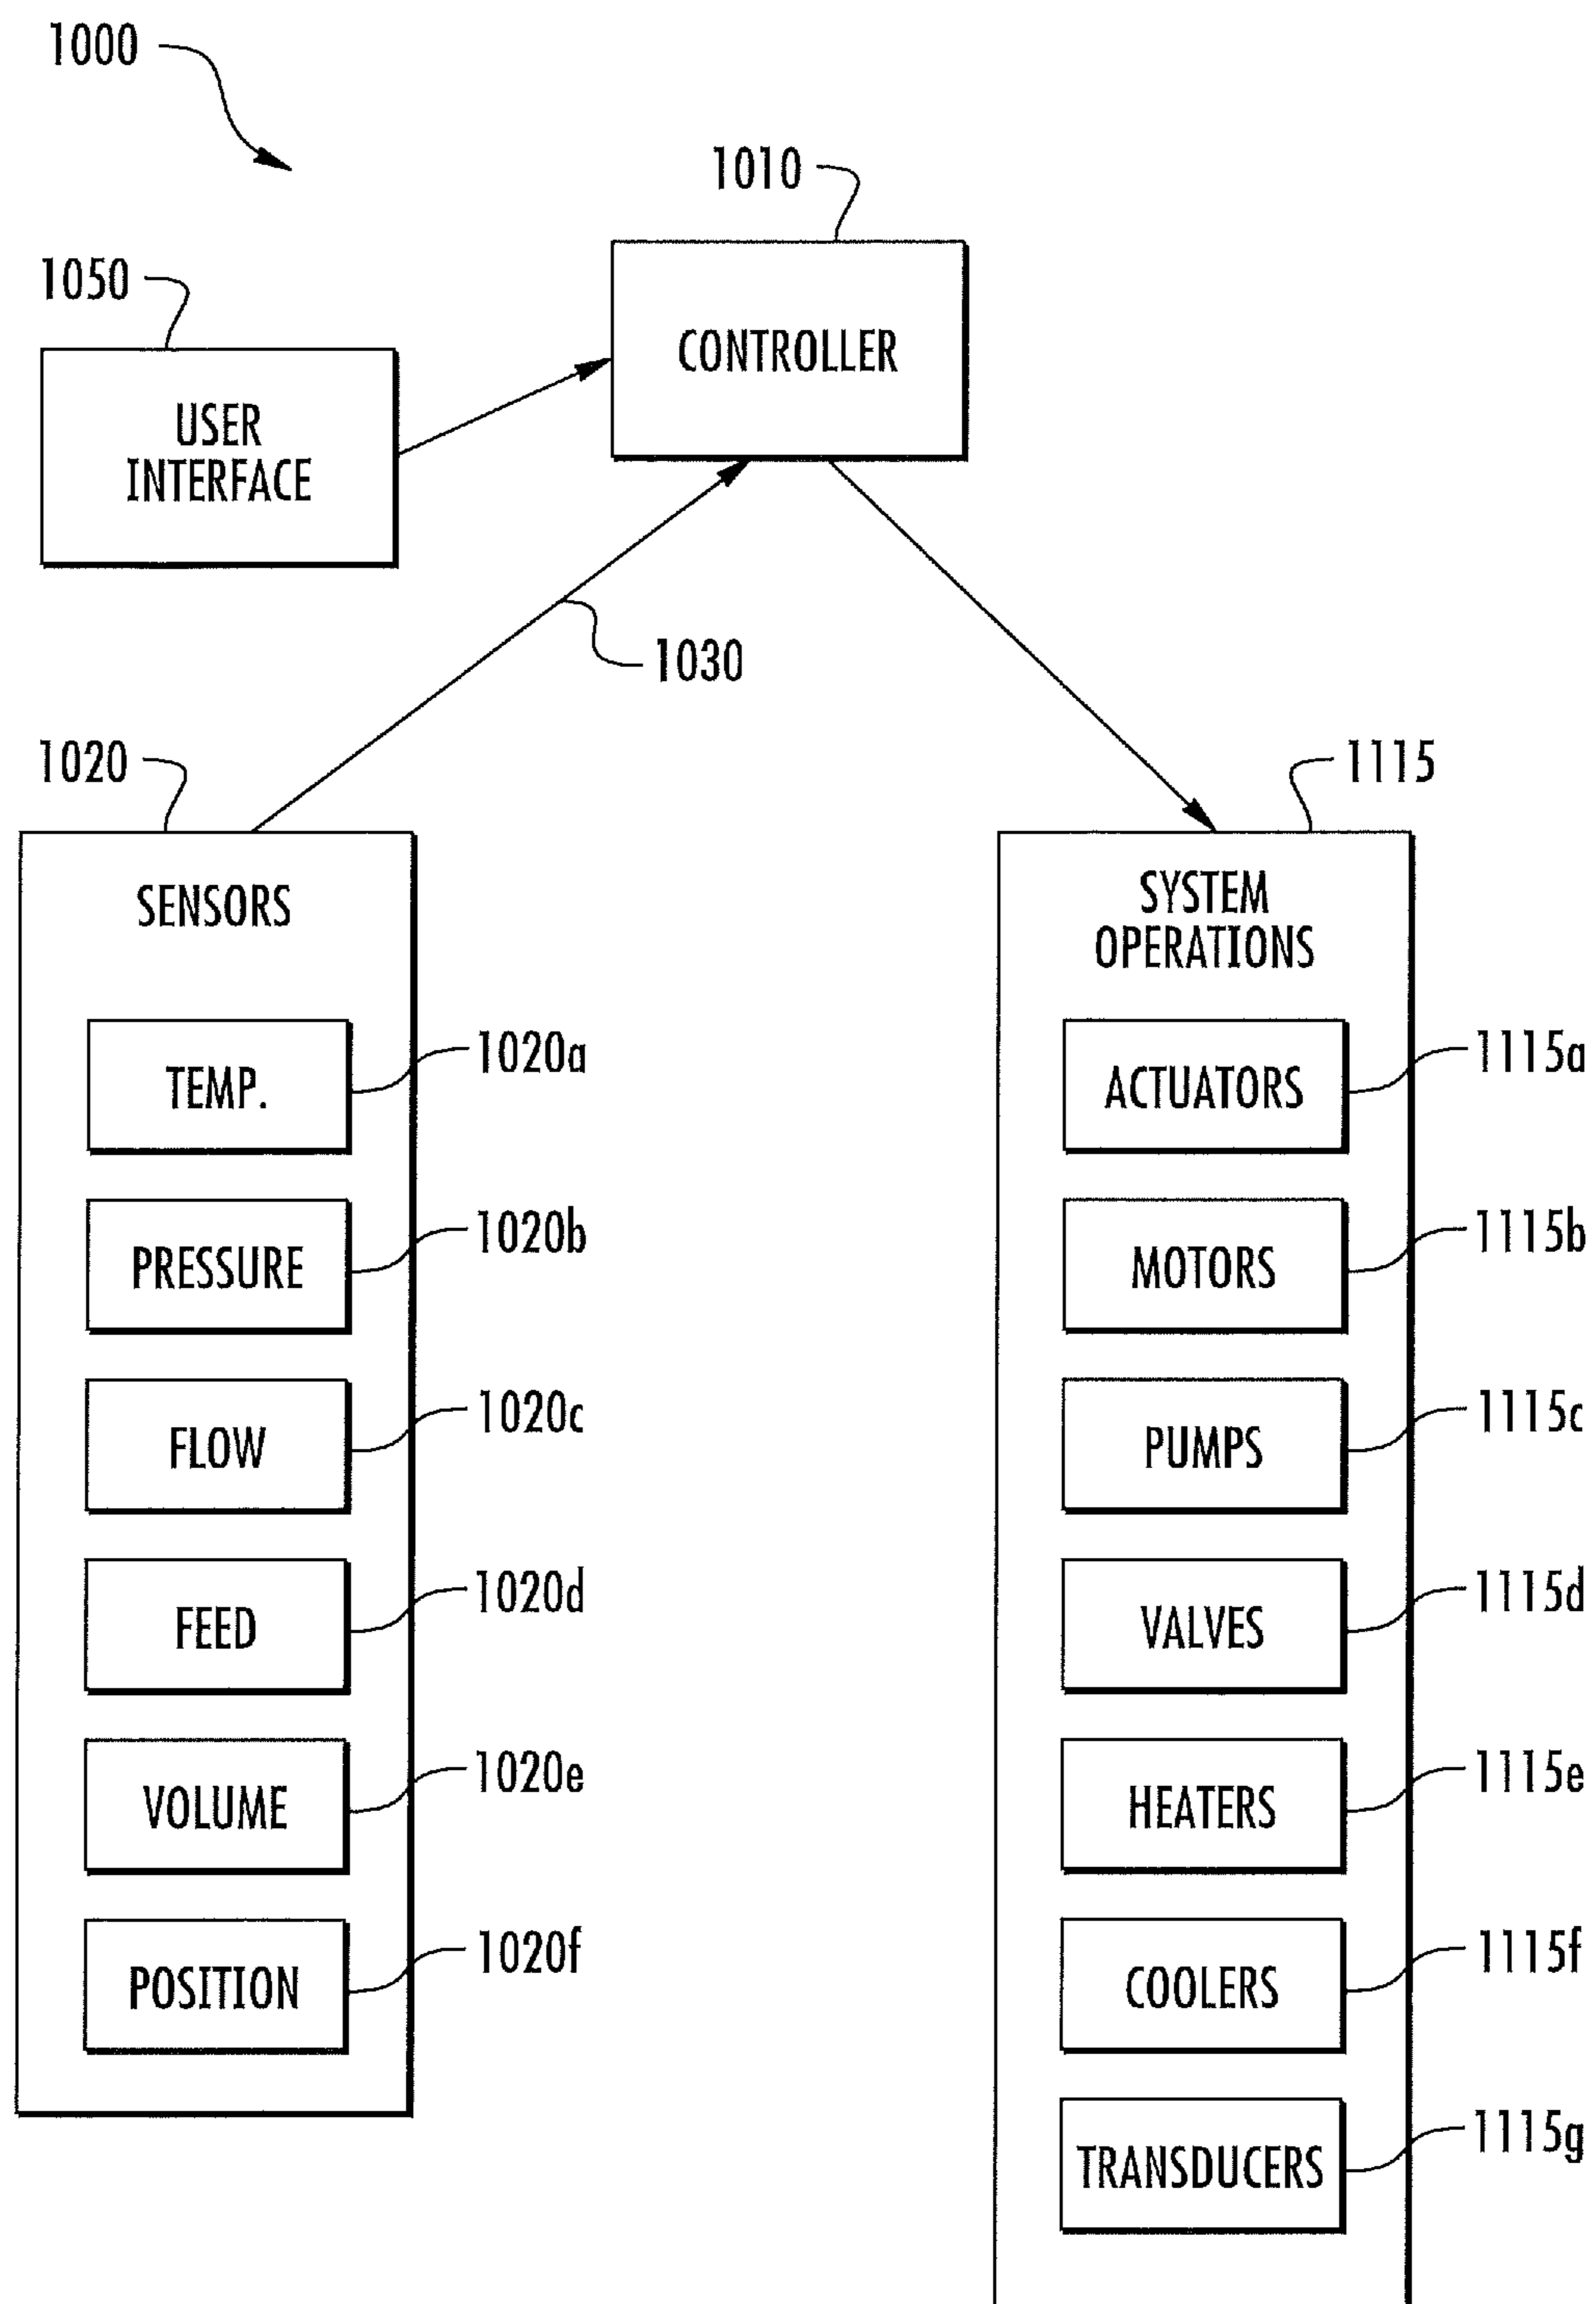 1000
1010
1050
CONTROLLER
USER
INTERFACE
1030
1020
1115
SENSORS
SYSTEM
OPERATIONS
TEMP.
1020a
ACTUATORS
1115a
PRESSURE
1020b
MOTORS
1115b
FLOW
1020c
PUMPS
1115c
FEED
1020d
VALVES
1115d
VOLUME
1020e
HEATERS
1115e
POSITION
1020f
COOLERS
1115f
TRANSDUCERS
1115g